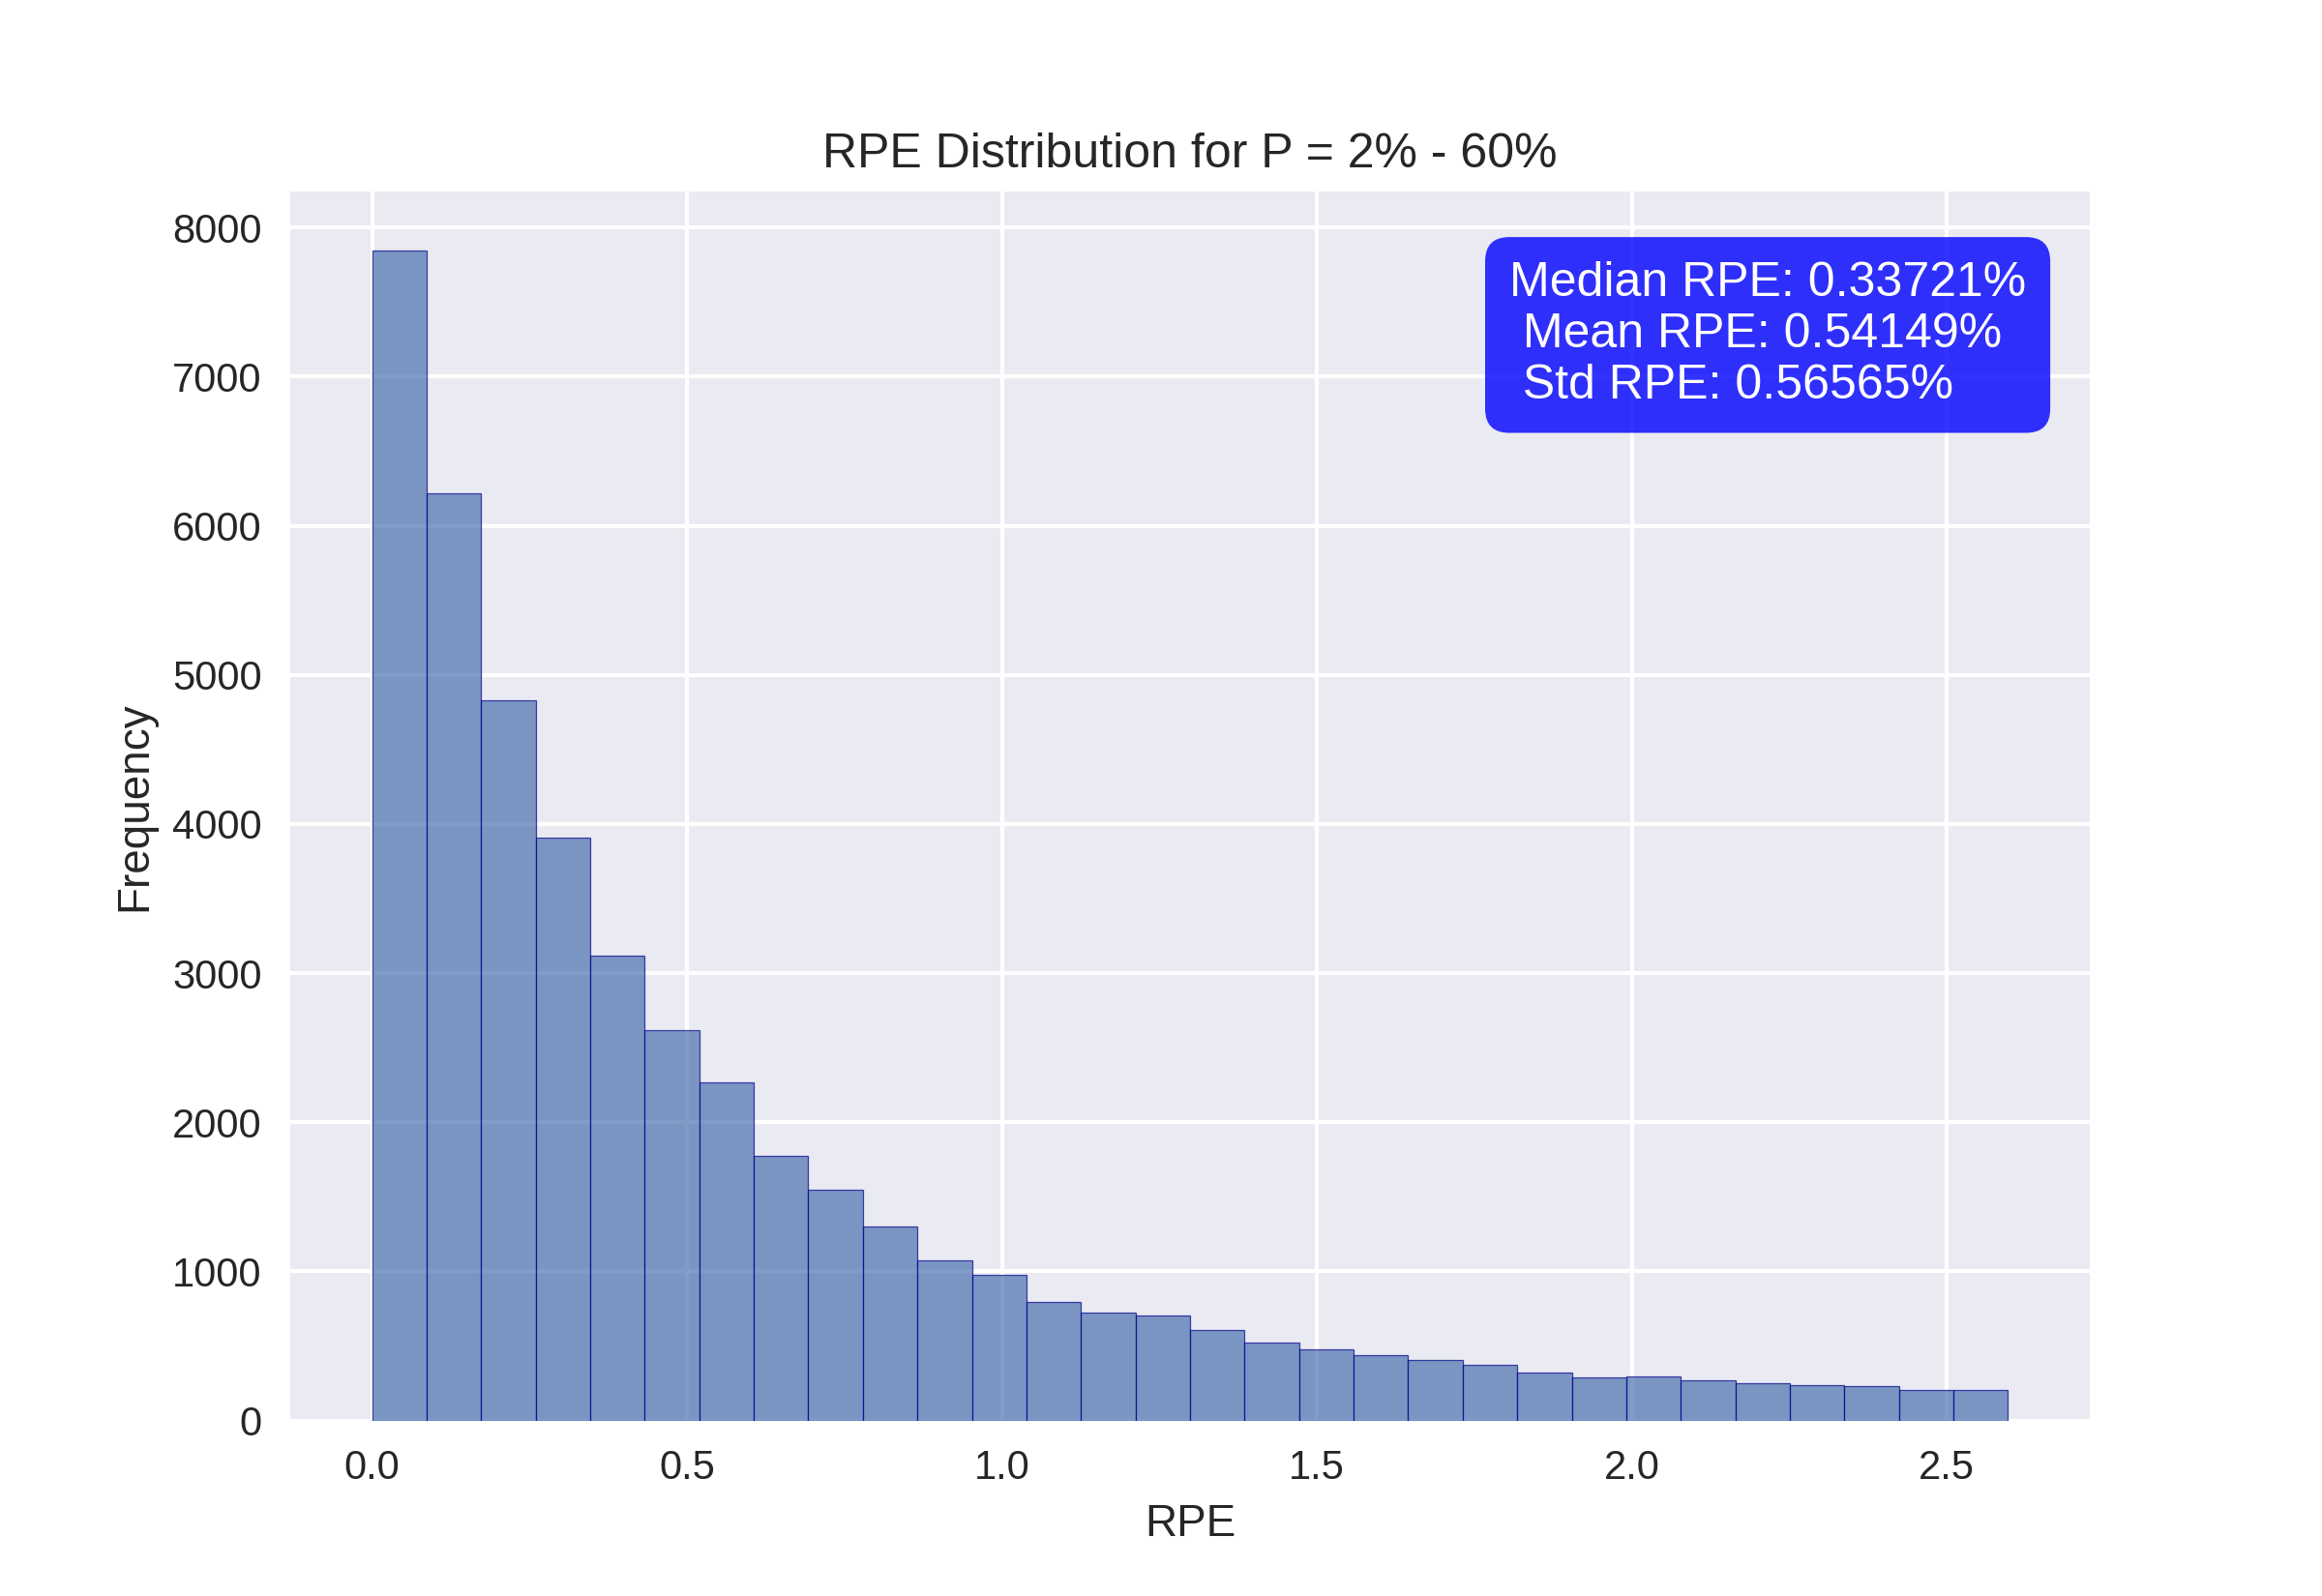 RPE Distribution for P = 2% - 60%
8000
7000
6000
5000
4000
3000
2000
1000
0
Frequency
Median RPE: 0.33721%
Mean RPE: 0.54149%
Std RPE: 0.56565%
0.0 0.5 1.0 1.5 2.0 2.5
RPE